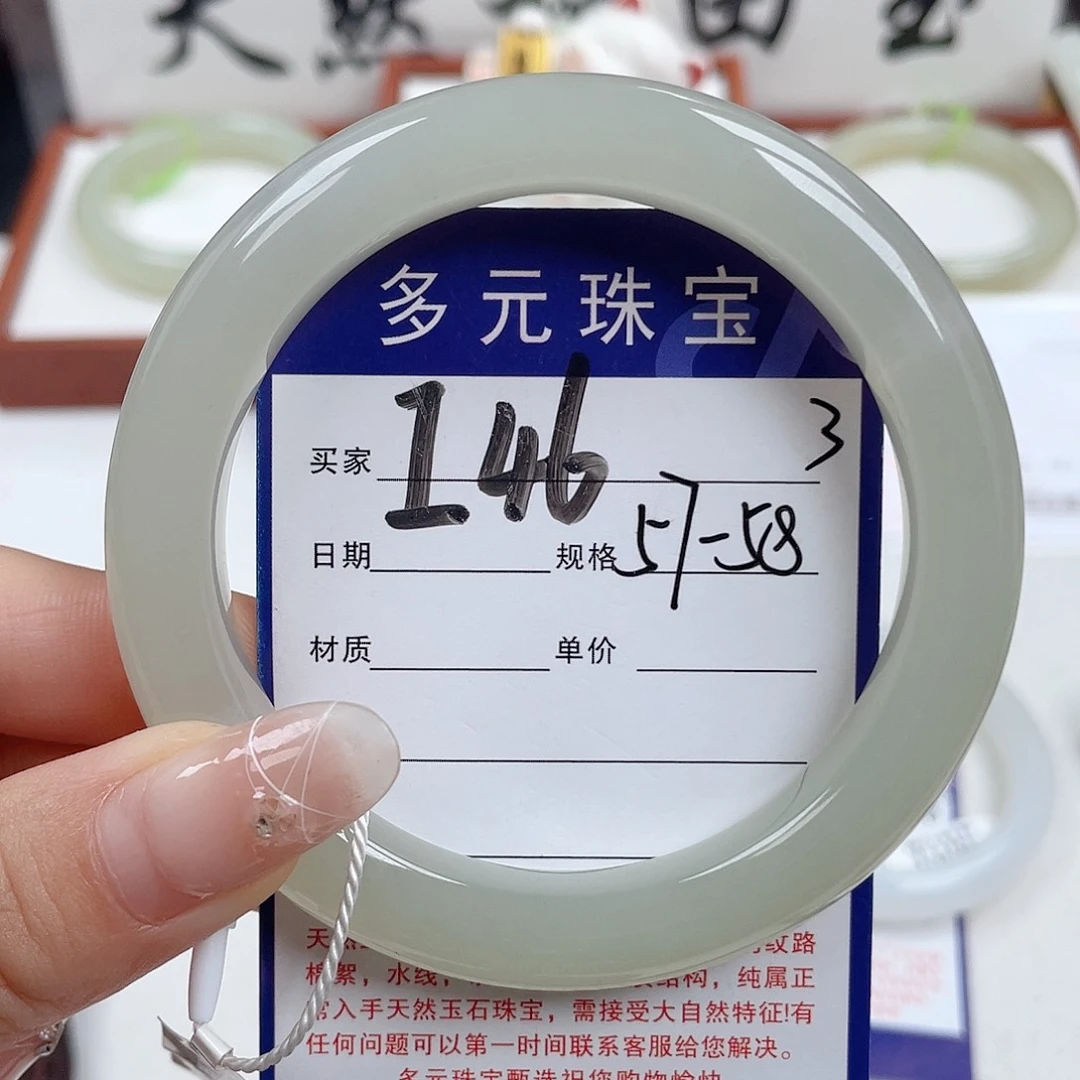 天然和田玉
多元珠宝
146
3
买家
日期
规格 57-58
材质
单价
纹路
棉絮，水线，
结构，纯属正
常入手天然玉石珠宝，需接受大自然特征!有
任何问题可以第一时间联系客服给您解决。
多元珠宝甄选祝您购物愉快